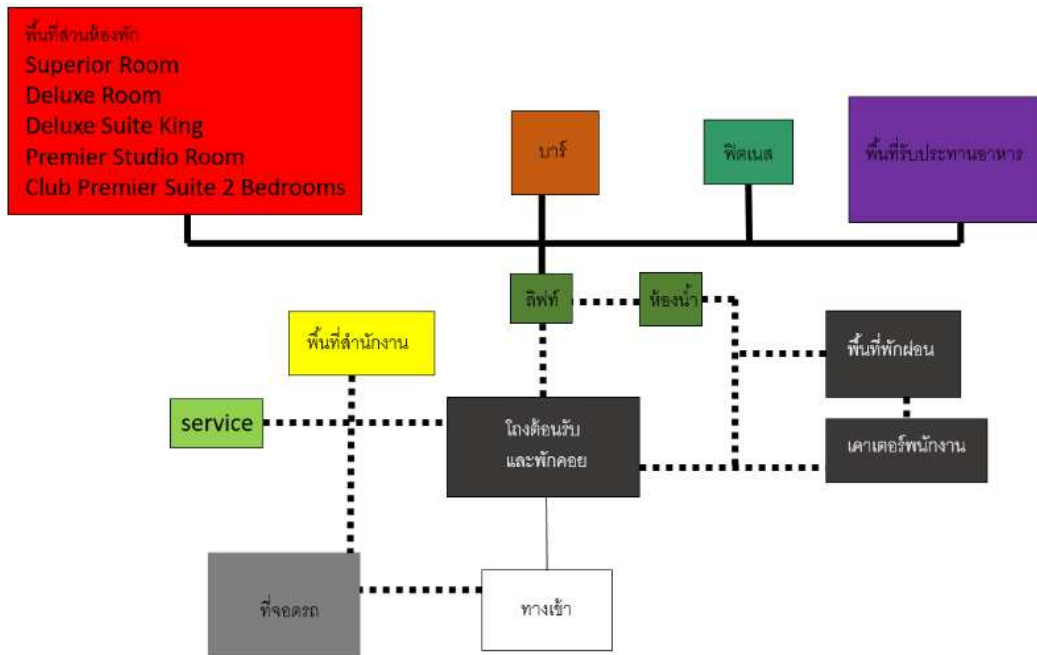 พื้นที่ส่วนห้องพัก
Superior Room
Deluxe Room
Deluxe Suite King
Premier Studio Room
Club Premier Suite 2 Bedrooms
บาร์
ฟิตเนส
พื้นที่รับประทานอาหาร
ลิฟท์
ห้องน้ำ
พื้นที่สำนักงาน
พื้นที่พักผ่อน
service
โถงต้อนรับ
และพักคอย
เคาเตอร์พนักงาน
ที่จอดรถ
ทางเข้า